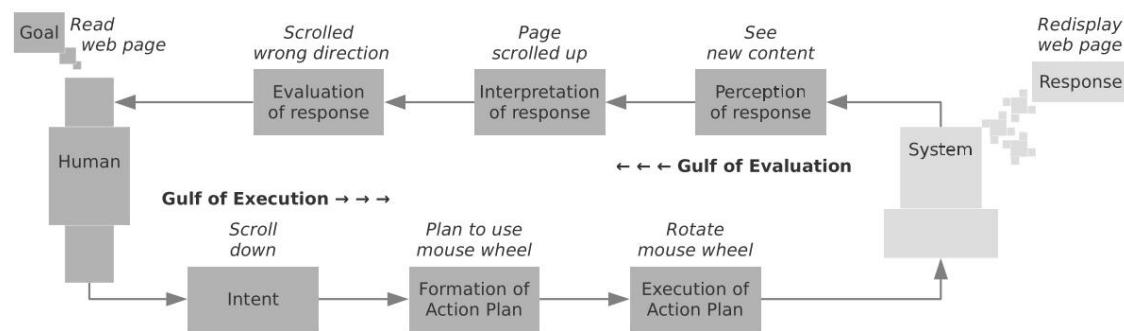 Goal
Read
web page
Scrolled
wrong direction
Page
scrolled up
See
new content
Redisplay
web page
Response
Evaluation
of response
Interpretation
of response
Perception
of response
Human
System
← ← ← Gulf of Evaluation
Gulf of Execution → → →
Scroll
down
Plan to use
mouse wheel
Rotate
mouse wheel
Intent
Formation of
Action Plan
Execution of
Action Plan